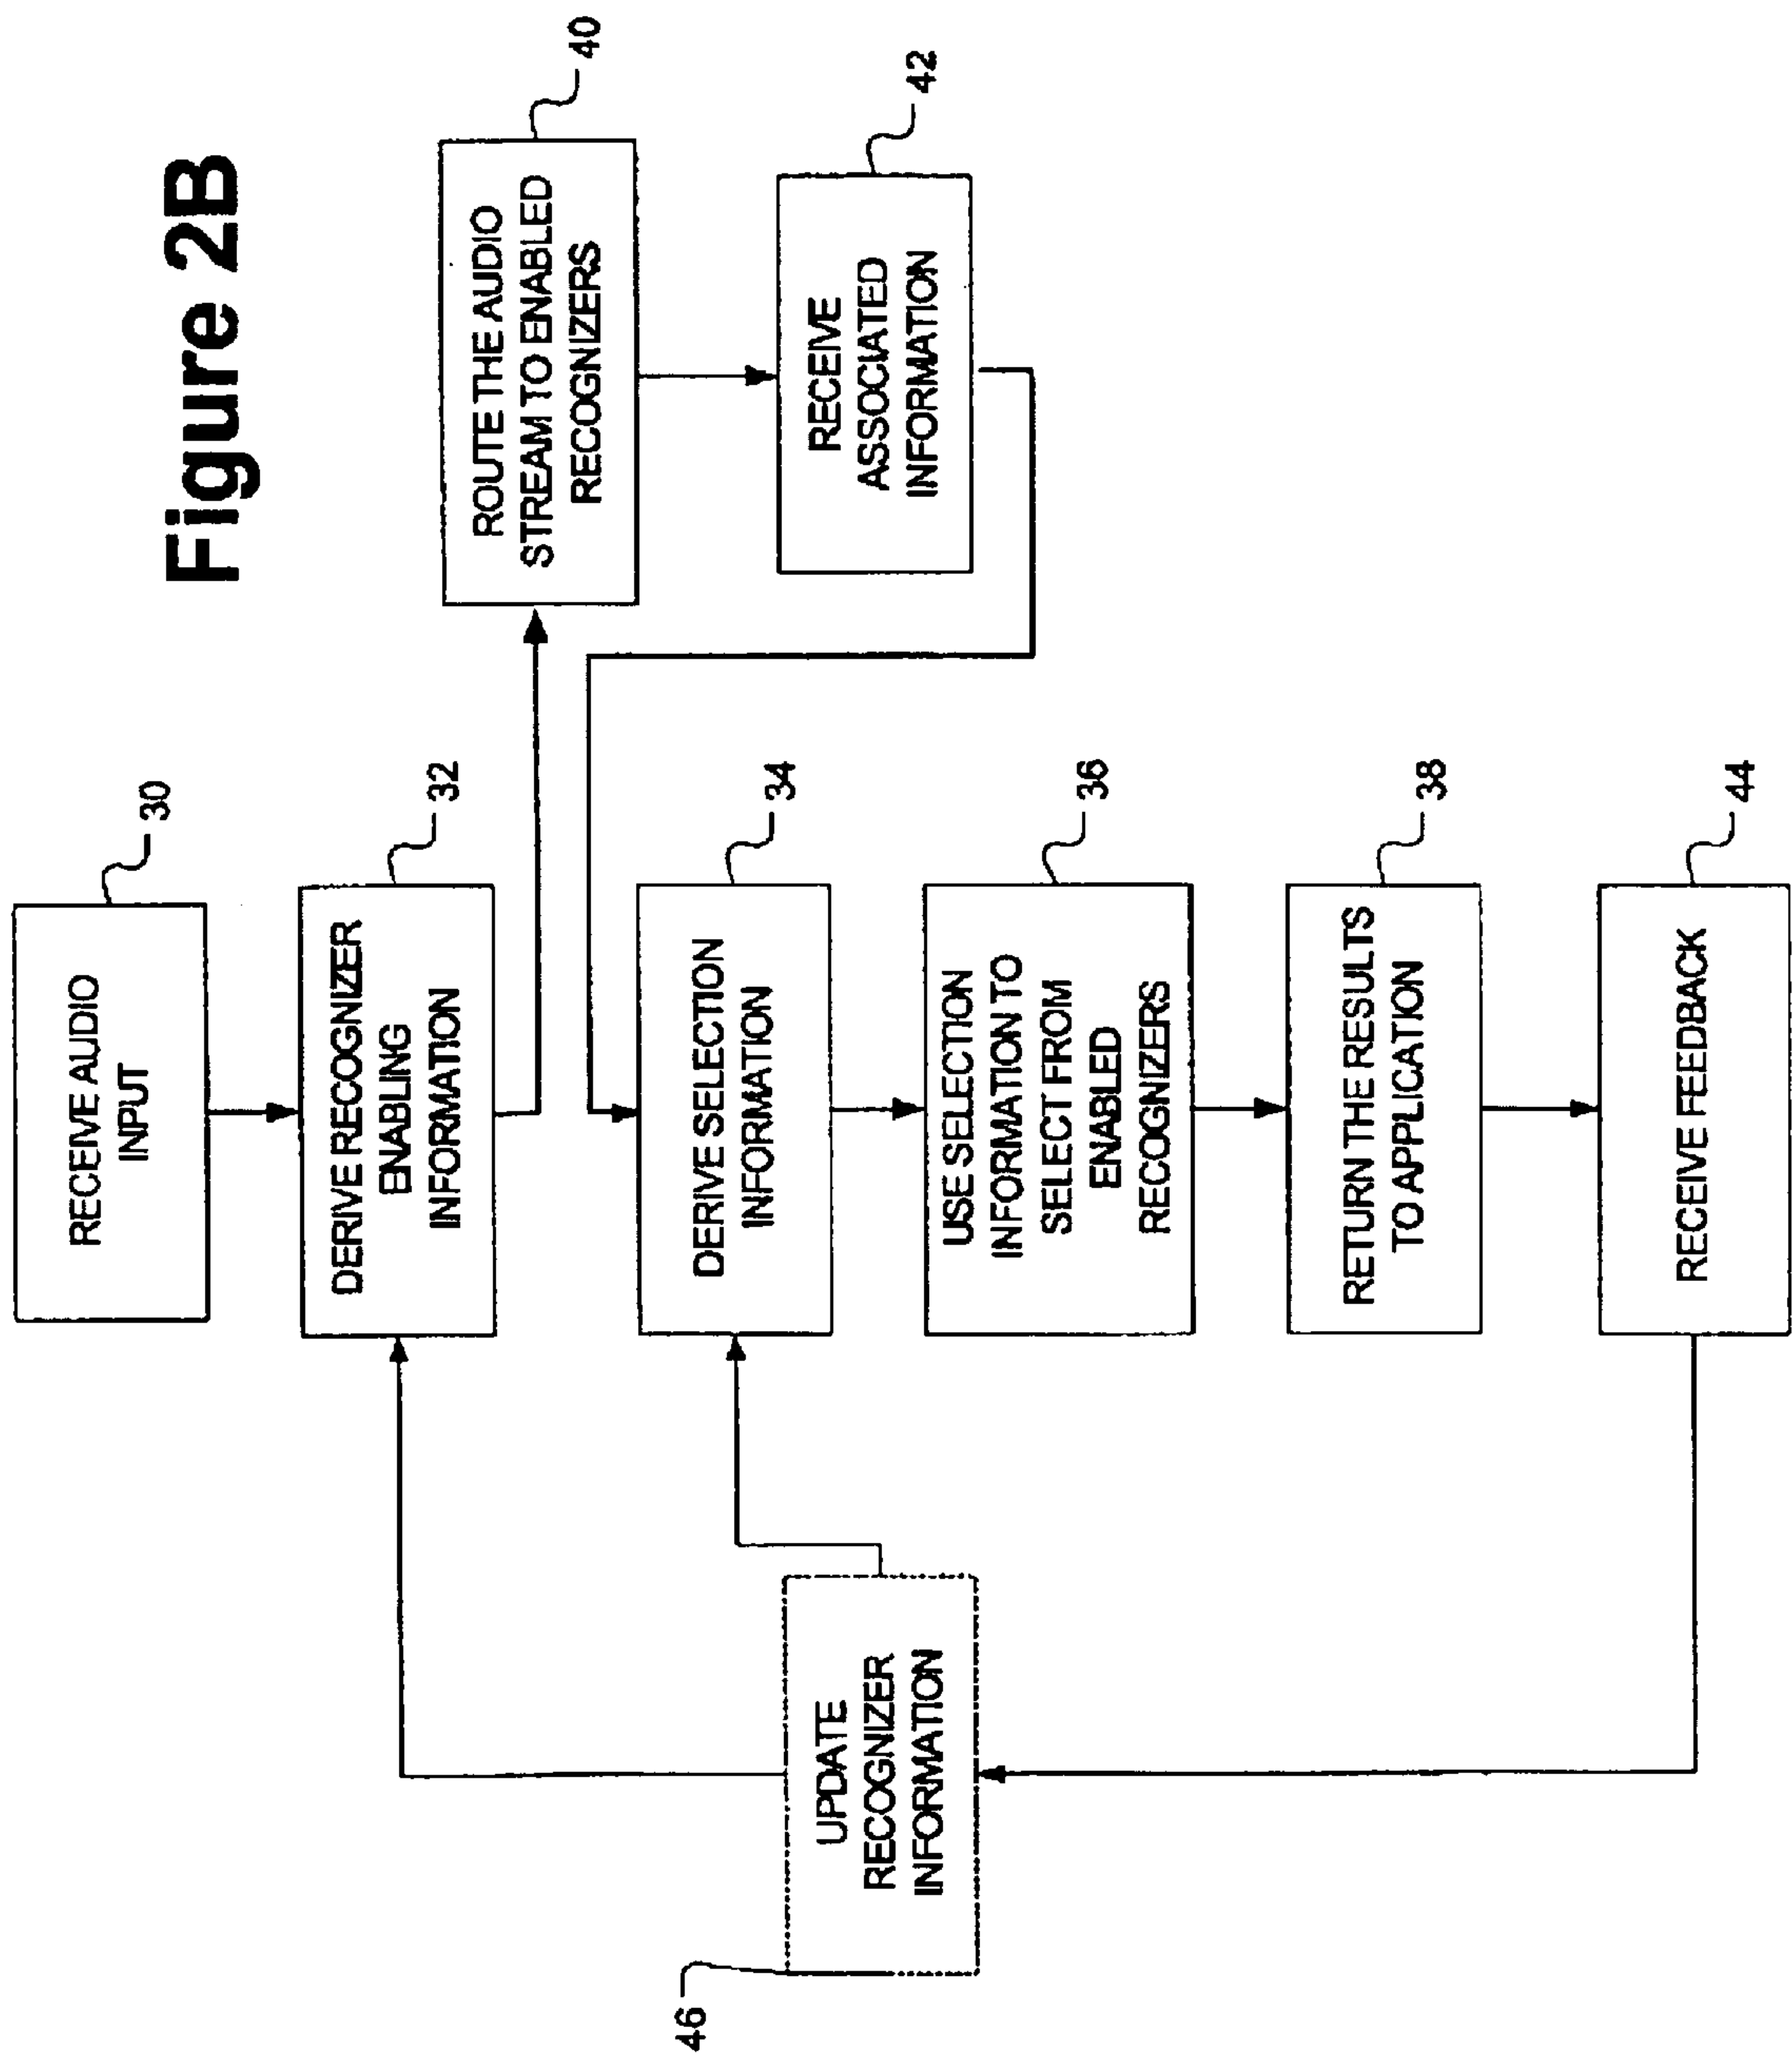 Figure 2B
RECEIVE AUDIO
INPUT
30
DERIVE RECOGNIZER
ENABLING
INFORMATION
32
ROUTE THE AUDIO
STREAM TO ENABLED
RECOGNIZERS
40
RECEIVE
ASSOCIATED
INFORMATION
42
DERIVE SELECTION
INFORMATION
34
USE SELECTION
INFORMATION TO
SELECT FROM
ENABLED
RECOGNIZERS
36
RETURN THE RESULTS
TO APPLICATION
38
RECEIVE FEEDBACK
44
UPDATE
RECOGNIZER
INFORMATION
46